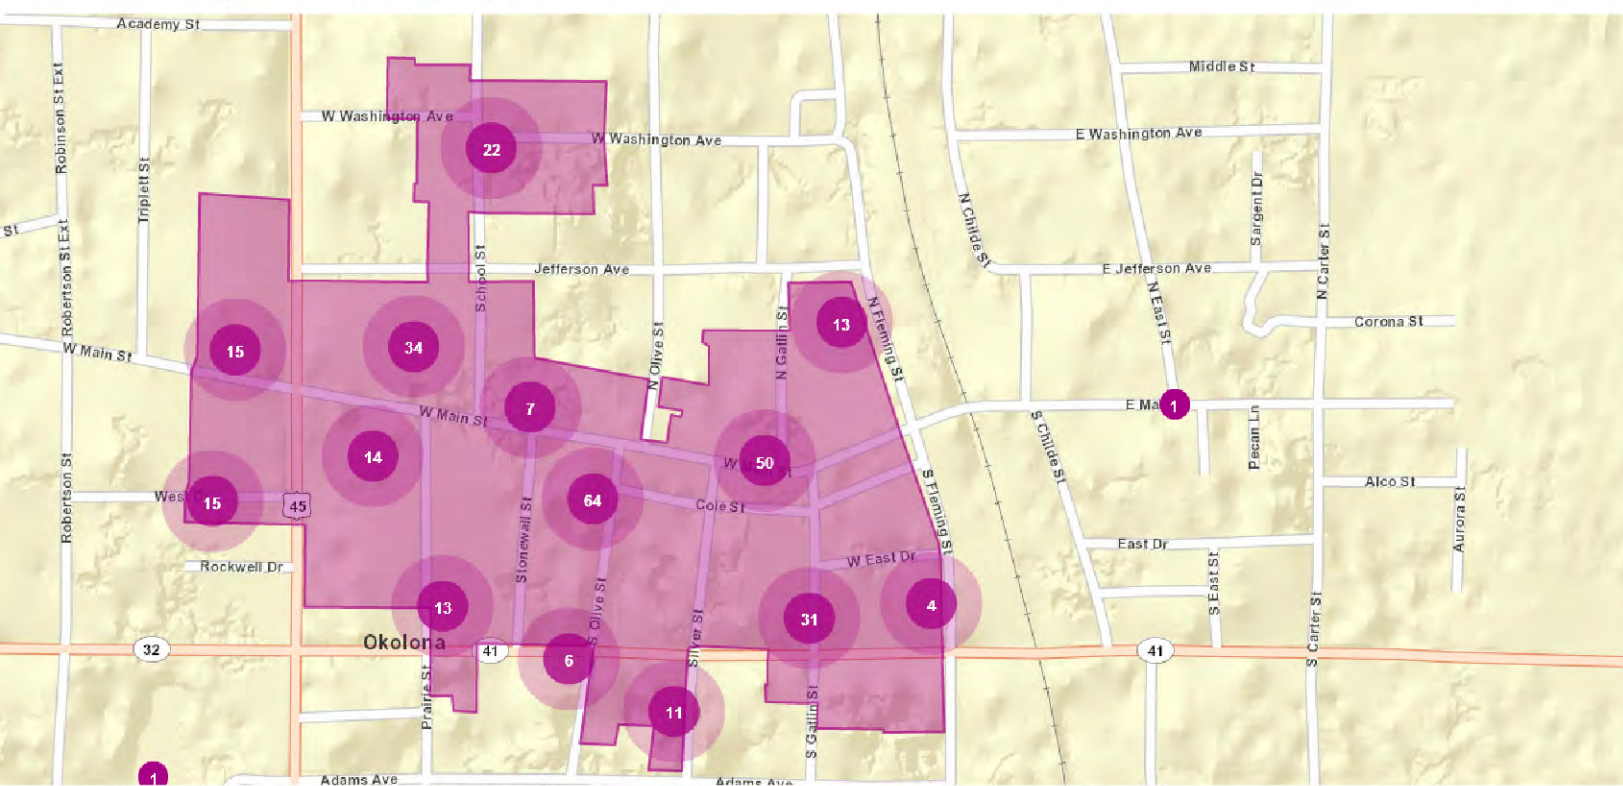 Academy St
Middle St
W Washington Ave
E Washington Ave
W Washington Ave
22
Robinson St Ext
Triplett St
Sargent Dr
St
N Childe St
N Carter St
Robertson St Ext
School St
Jefferson Ave
E Jefferson Ave
N East St
13
N Fleming St
Corona St
N Gatlin St
N Olive St
34
15
W Main St
7
E Ma
1
W Main St
Pecan Ln
S Childe St
14
50
W
St
64
Alco St
Robertson St
Wes
15
45
Cole St
S Fleming St
Aurora St
Stonewall St
East Dr
W East Dr
Rockwell Dr
S East St
13
S Olive St
31
4
S Carter St
Okolona
Silver St
32
41
6
41
Prairie St
11
S Gatlin St
1
Adams Ave
Adams Ave